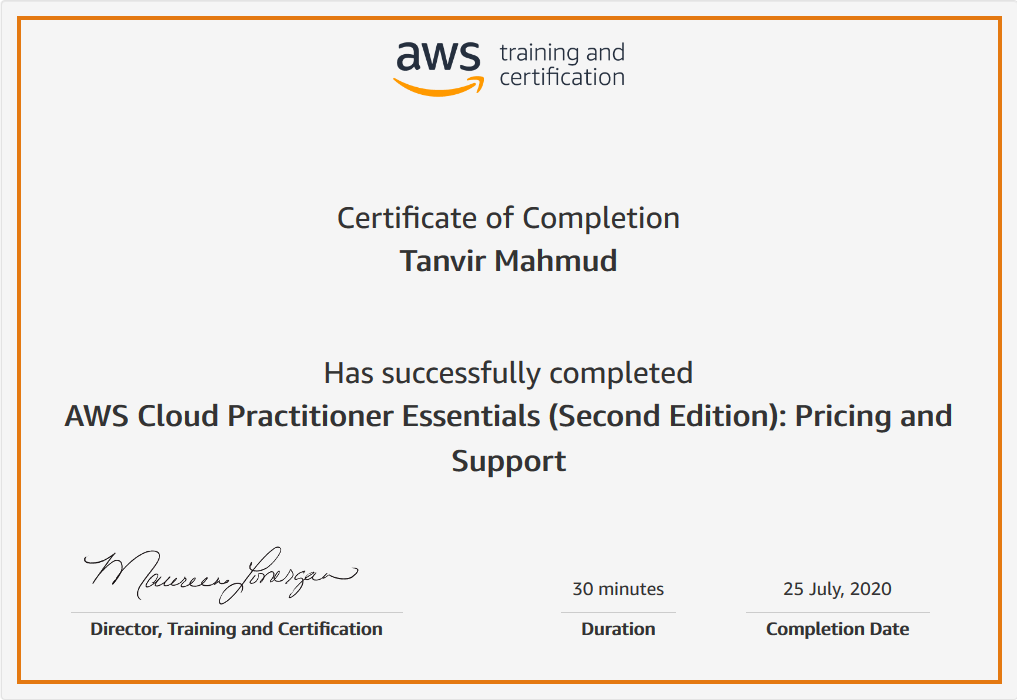 aws training and
certification
Certificate of Completion
Tanvir Mahmud
Has successfully completed
AWS Cloud Practitioner Essentials (Second Edition): Pricing and
Support
Maureen Lonergan
30 minutes
25 July, 2020
Director, Training and Certification
Duration
Completion Date